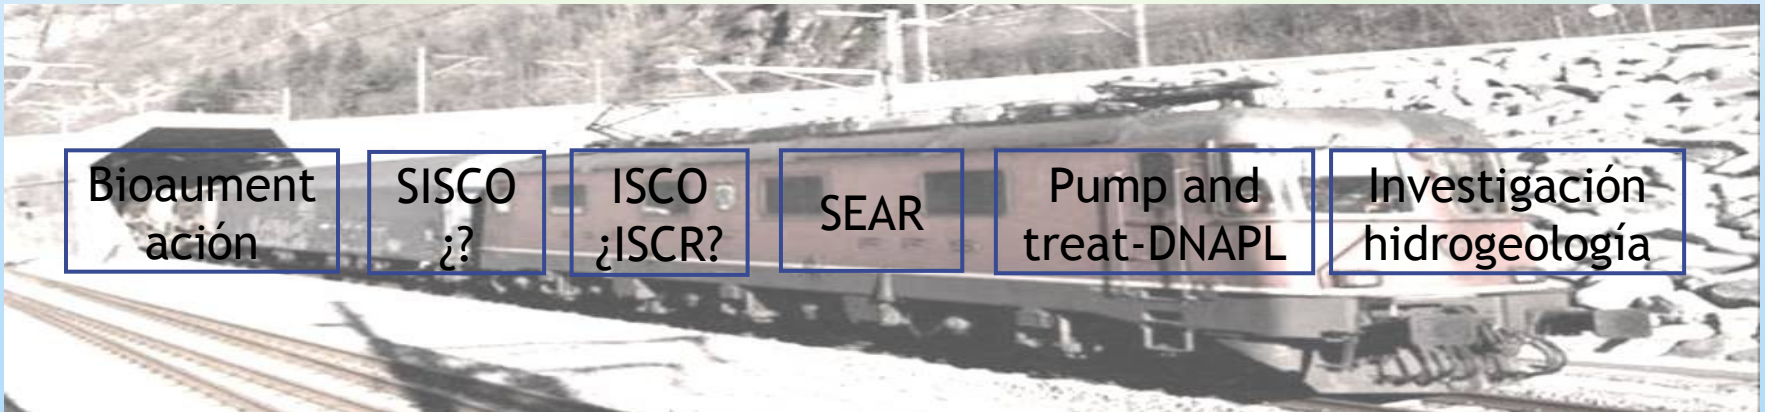 Bioaument
ación
SISCO
¿?
ISCO
¿ISCR?
SEAR
Pump and
treat-DNAPL
Investigación
hidrogeología